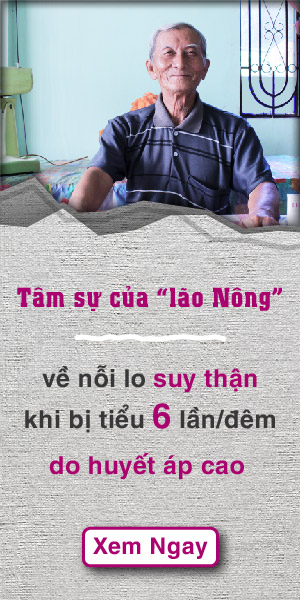 Tâm sự của “lão Nông”
về nỗi lo suy thận
khi bị tiểu 6 lần/đêm
do huyết áp cao
Xem Ngay